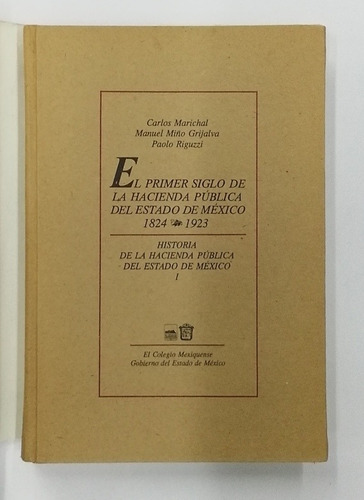 Carlos Marichal
Manuel Miño Grijalva
Paolo Riguzzi
EL PRIMER SIGLO DE
LA HACIENDA PÚBLICA
DEL ESTADO DE MÉXICO
1824 1923
HISTORIA
DE LA HACIENDA PÚBLICA
DEL ESTADO DE MÉXICO
I
El Colegio Mexiquense
Gobierno del Estado de México